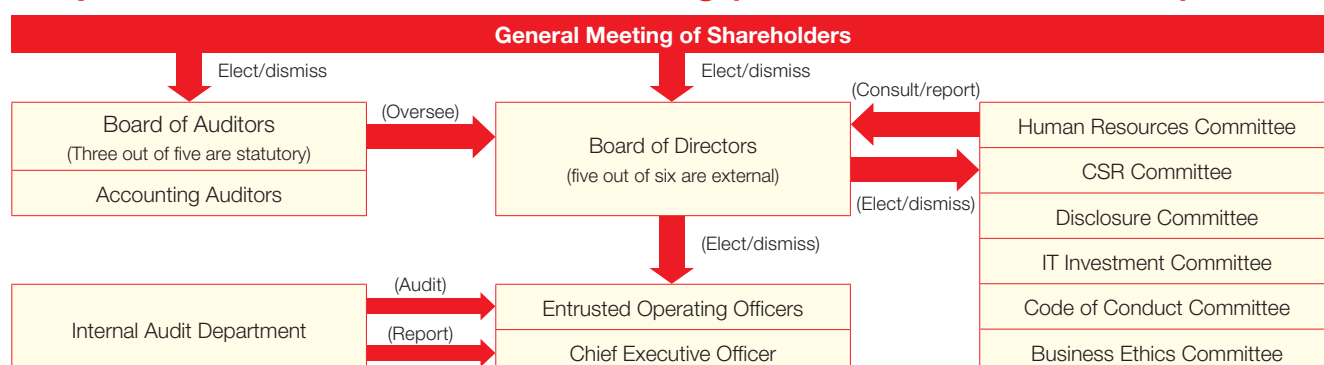 General Meeting of Shareholders
Elect/dismiss
Elect/dismiss
(Consult/report)
Board of Auditors
(Three out of five are statutory)
Accounting Auditors
(Oversee)
Board of Directors
(five out of six are external)
(Elect/dismiss)
Human Resources Committee
CSR Committee
Disclosure Committee
IT Investment Committee
Code of Conduct Committee
Business Ethics Committee
(Elect/dismiss)
Internal Audit Department
(Audit)
(Report)
Entrusted Operating Officers
Chief Executive Officer